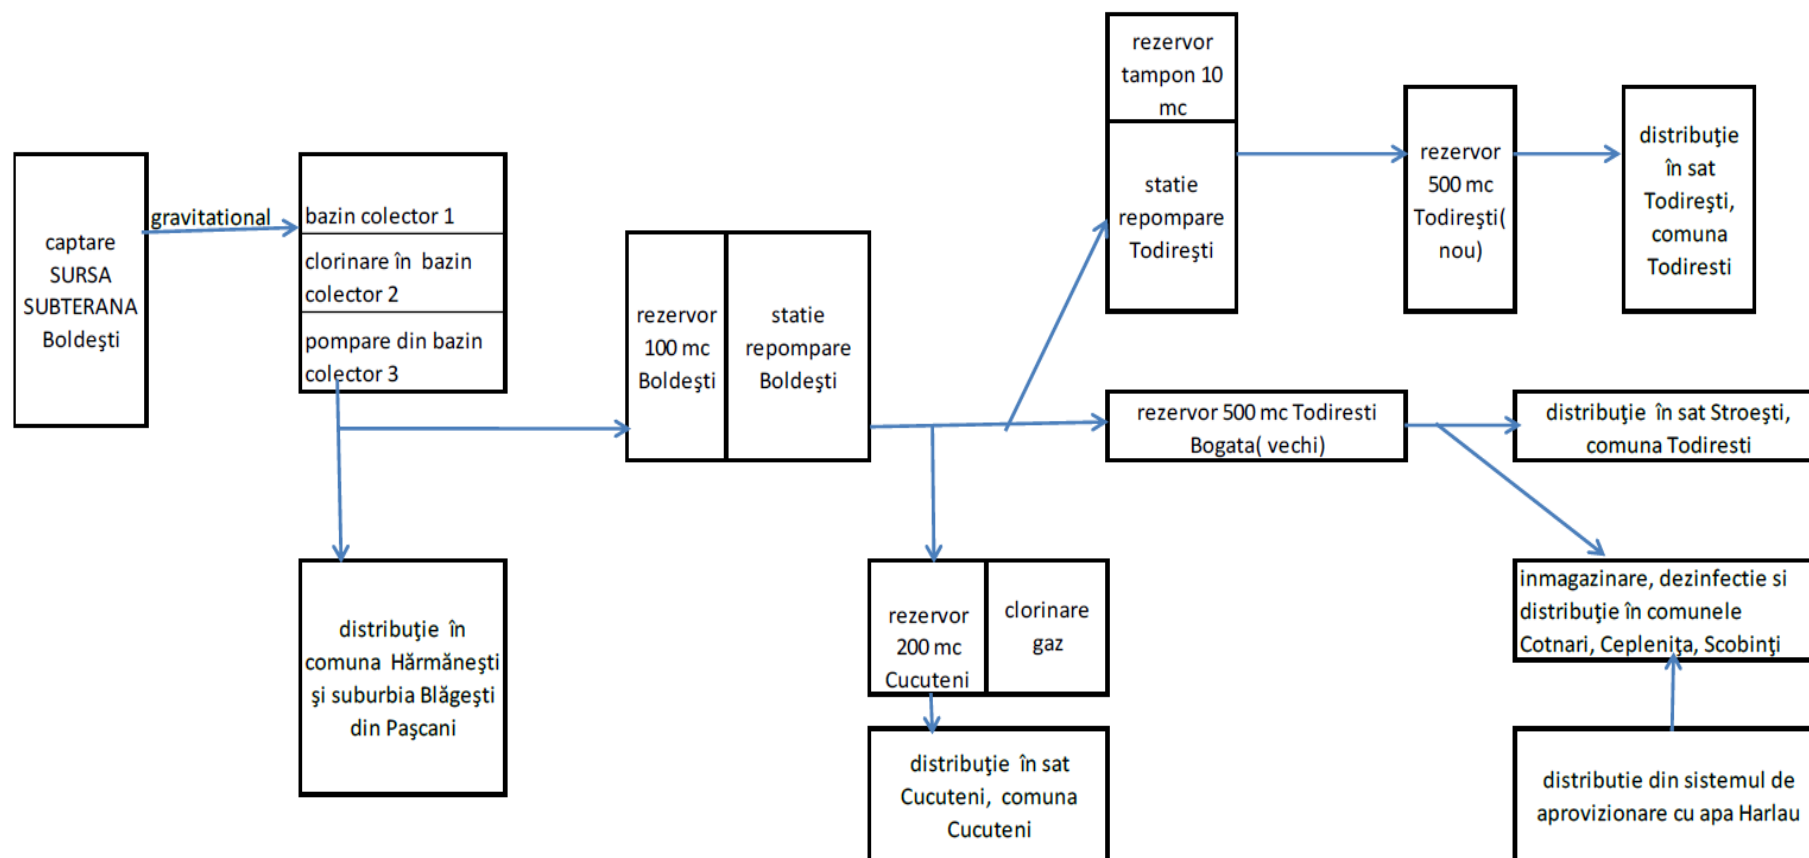 captare
SURSA
SUBTERANA
Boldeşti
gravitational
bazin colector 1
clorinare în bazin
colector 2
pompare din bazin
colector 3
distribuţie în
comuna Hărmăneşti
şi suburbia Blăgeşti
din Paşcani
rezervor
100 mc
Boldeşti
statie
repompare
Boldeşti
rezervor
tampon 10
mc
statie
repompare
Todireşti
rezervor
500 mc
Todireşti(
nou)
distribuţie
în sat
Todireşti,
comuna
Todiresti
rezervor 500 mc Todiresti
Bogata( vechi)
distribuţie în sat Stroeşti,
comuna Todiresti
rezervor
200 mc
Cucuteni
clorinare
gaz
distribuţie în sat
Cucuteni, comuna
Cucuteni
inmagazinare, dezinfectie si
distribuţie în comunele
Cotnari, Cepleniţa, Scobinţi
distributie din sistemul de
aprovizionare cu apa Harlau